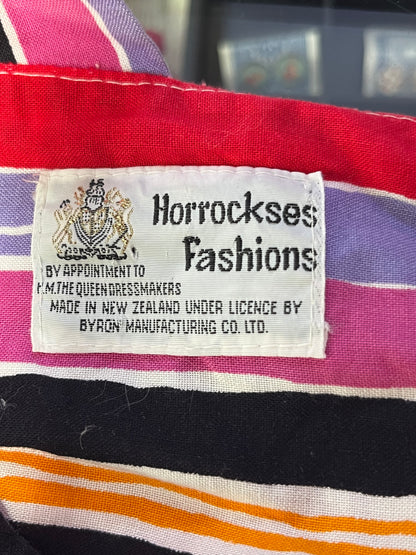 Horrockses
Fashions
BY APPOINTMENT TO
H.M.THE QUEEN DRESSMAKERS
MADE IN NEW ZEALAND UNDER LICENCE BY
BYRON MANUFACTURING CO. LTD.